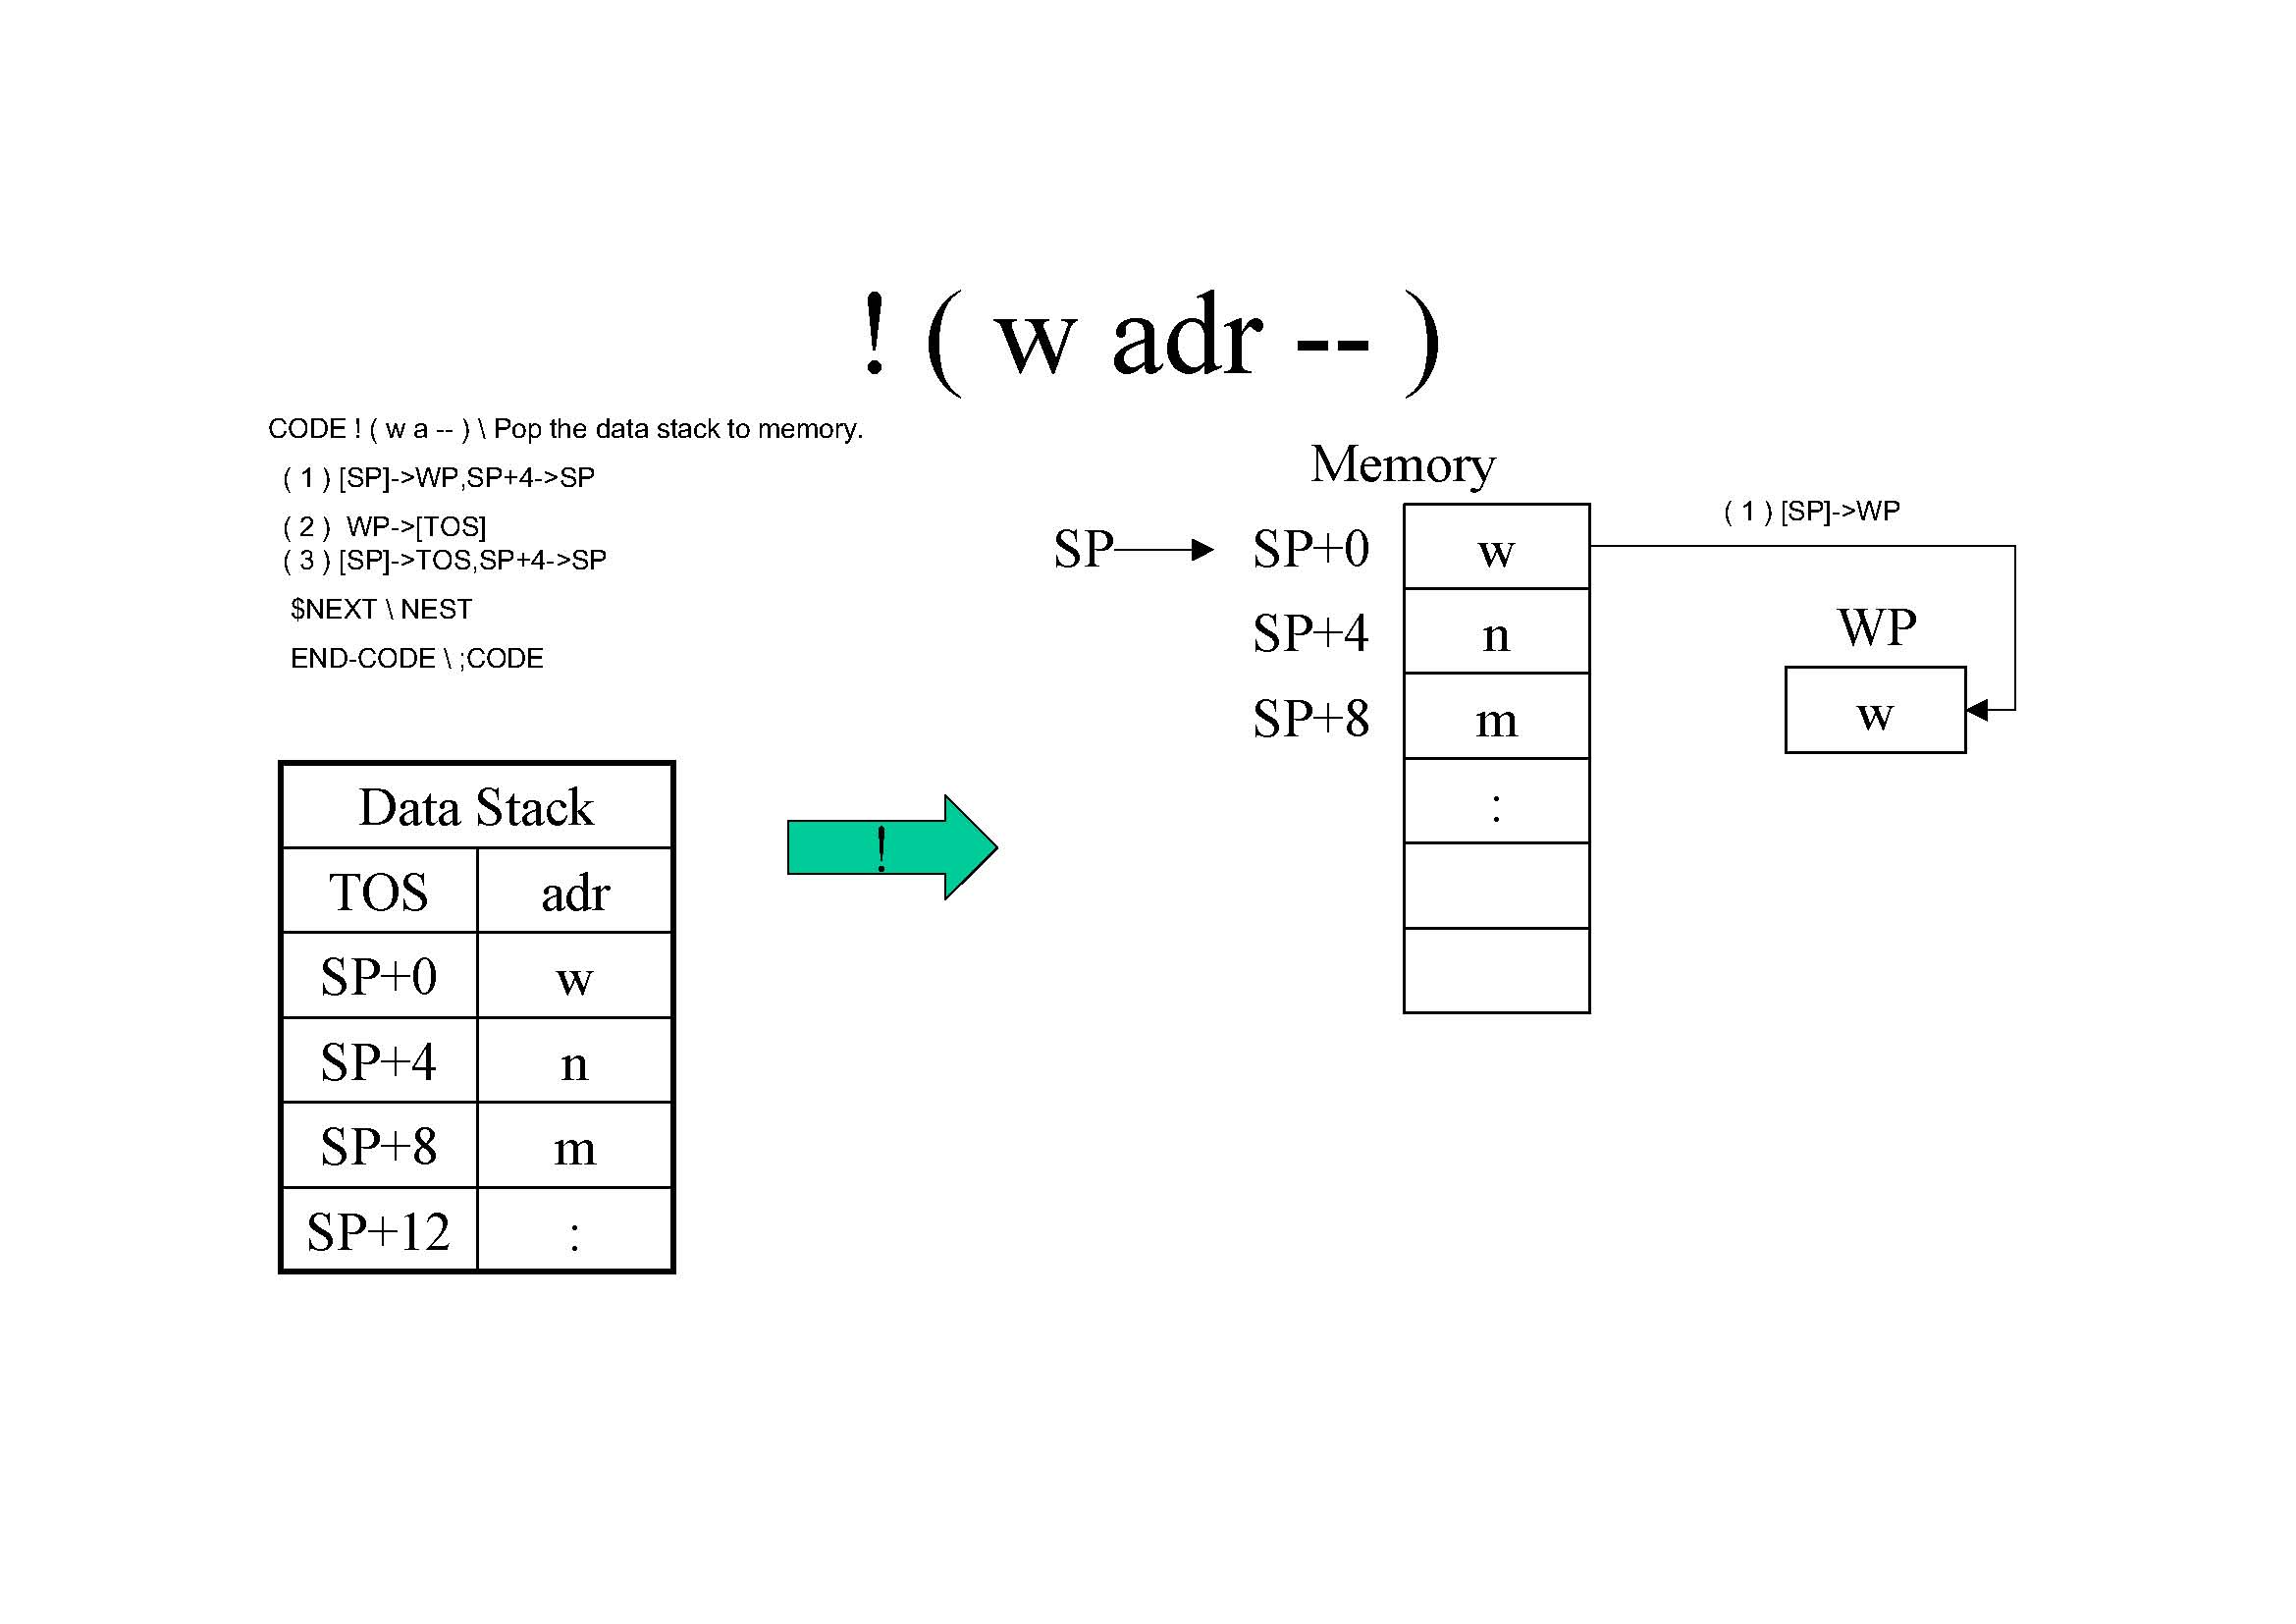 ! ( w adr -- )
CODE ! ( w a -- ) \ Pop the data stack to memory.
( 1 ) [SP]->WP,SP+4->SP
( 2 )  WP->[TOS]
( 3 ) [SP]->TOS,SP+4->SP
$NEXT \ NEST
END-CODE \ ;CODE
Data Stack
TOS adr
SP+0 w
SP+4 n
SP+8 m
SP+12 :
!
Memory
SP SP+0 w
SP+4 n
SP+8 m
:
( 1 ) [SP]->WP
WP
w